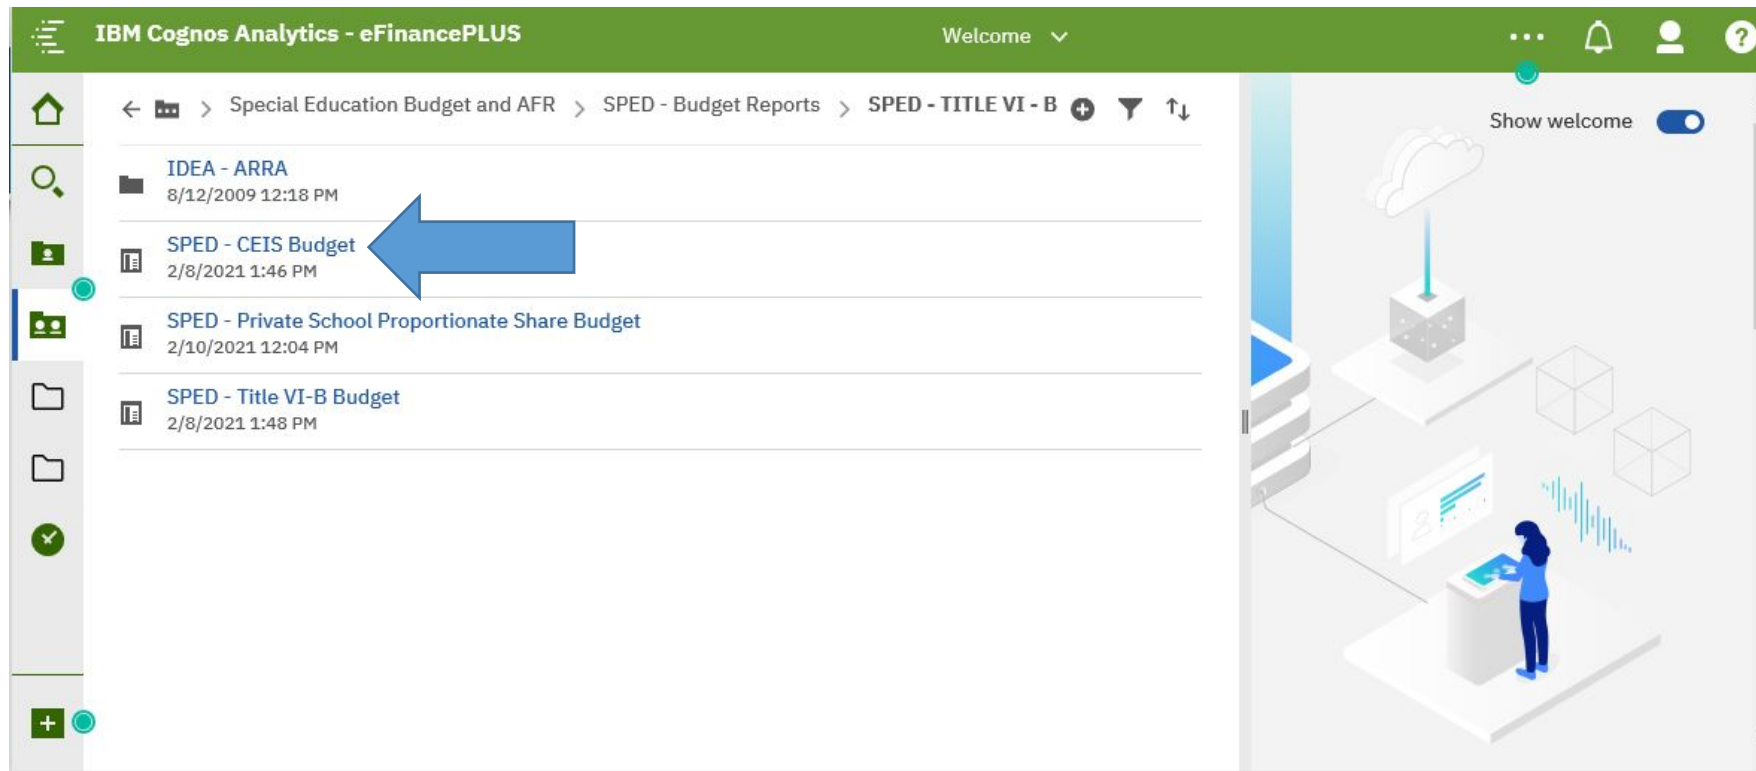 IBM Cognos Analytics - eFinancePLUS
Welcome
?
Special Education Budget and AFR > SPED - Budget Reports > SPED - TITLE VI - B
Show welcome
IDEA - ARRA
8/12/2009 12:18 PM
SPED - CEIS Budget
2/8/2021 1:46 PM
SPED - Private School Proportionate Share Budget
2/10/2021 12:04 PM
SPED - Title VI-B Budget
2/8/2021 1:48 PM